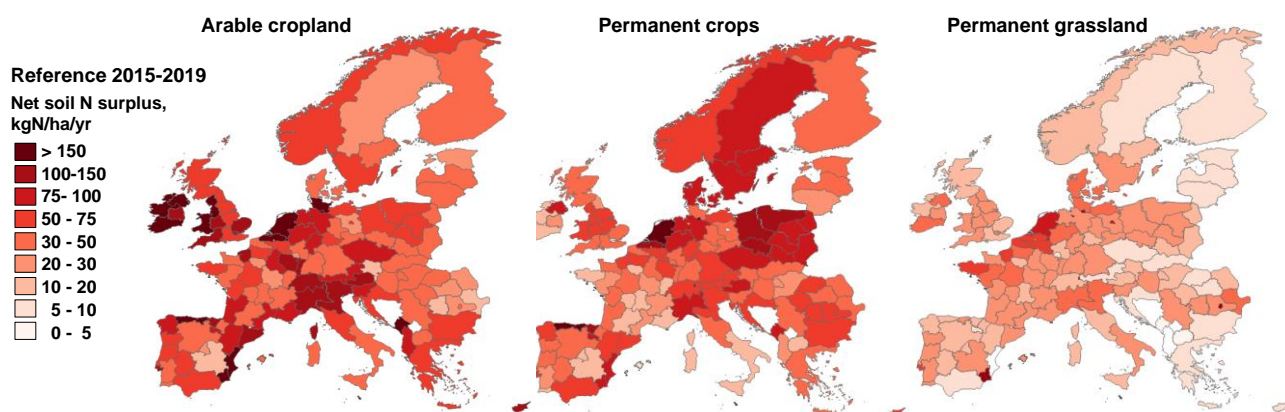 Arable cropland
Permanent crops
Permanent grassland
Reference 2015-2019
Net soil N surplus,
kgN/ha/yr
> 150
100-150
75- 100
50 - 75
30 - 50
20 - 30
10 - 20
5 - 10
0 - 5